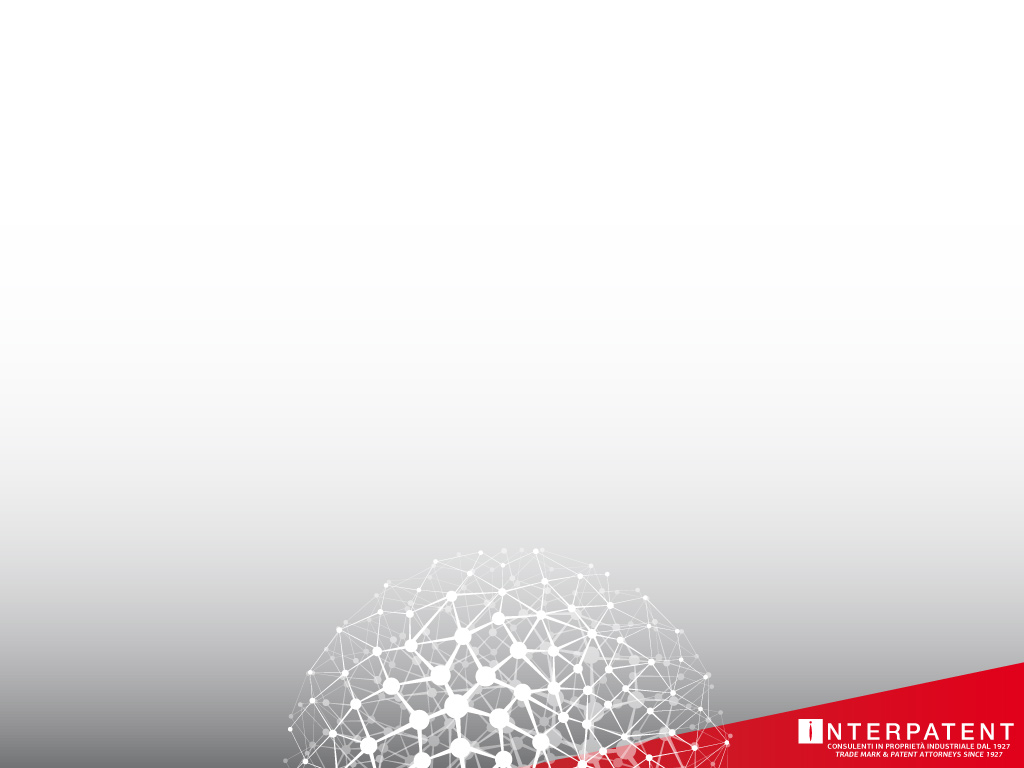 iNTERPATENT
CONSULENTI IN PROPRIETÀ INDUSTRIALE DAL 1927
TRADE MARK & PATENT ATTORNEYS SINCE 1927